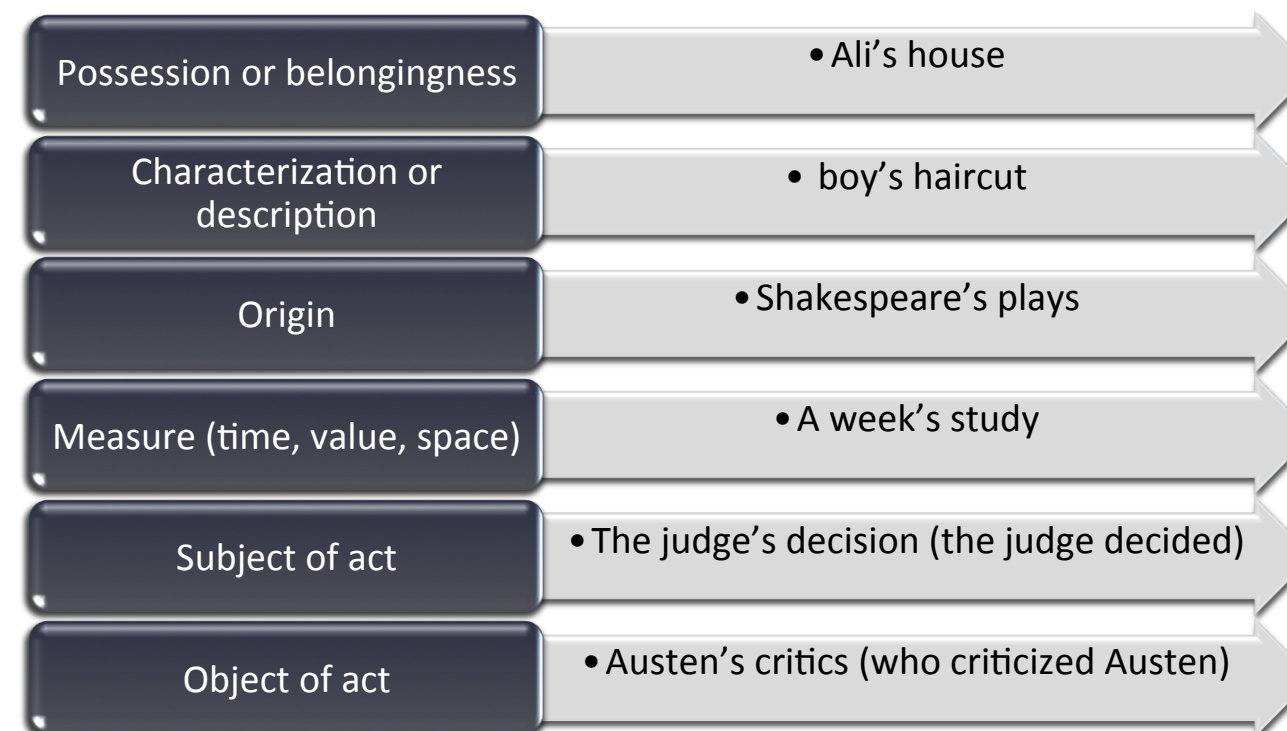 Possession or belongingness
•Ali’s house
Characterization or
description
• boy’s haircut
Origin
•Shakespeare’s plays
Measure (time, value, space)
•A week’s study
Subject of act
•The judge’s decision (the judge decided)
Object of act
•Austen’s critics (who criticized Austen)